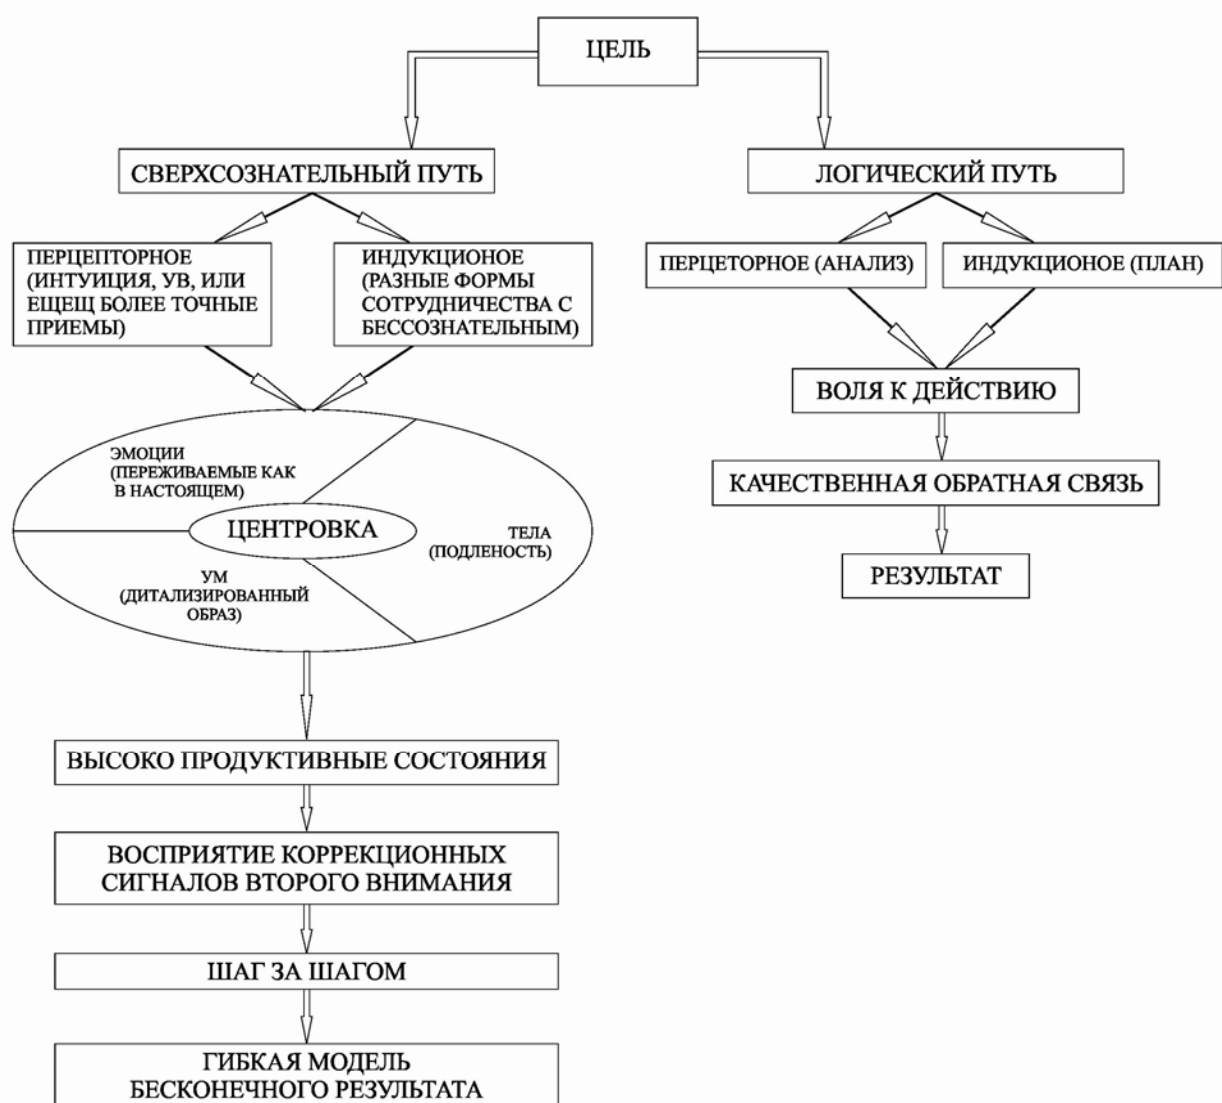 ЦЕЛЬ
СВЕРХСОЗНАТЕЛЬНЫЙ ПУТЬ
ЛОГИЧЕСКИЙ ПУТЬ
ПЕРЦЕПТОРНОЕ
(ИНТУИЦИЯ, УВ, ИЛИ
ЕЩЕЩ БОЛЕЕ ТОЧНЫЕ
ПРИЕМЫ)
ИНДУКЦИОНОЕ
(РАЗНЫЕ ФОРМЫ
СОТРУДНИЧЕСТВА С
БЕССОЗНАТЕЛЬНЫМ)
ПЕРЦЕТОРНОЕ (АНАЛИЗ)
ИНДУКЦИОНОЕ (ПЛАН)
ВОЛЯ К ДЕЙСТВИЮ
КАЧЕСТВЕННАЯ ОБРАТНАЯ СВЯЗЬ
РЕЗУЛЬТАТ
ЭМОЦИИ
(ПЕРЕЖИВАЕМЫЕ КАК
В НАСТОЯЩЕМ)
ЦЕНТРОВКА
ТЕЛА
(ПОДЛЕНОСТЬ)
УМ
(ДИТАЛИЗИРОВАННЫЙ
ОБРАЗ)
ВЫСОКО ПРОДУКТИВНЫЕ СОСТОЯНИЯ
ВОСПРИЯТИЕ КОРРЕКЦИОННЫХ
СИГНАЛОВ ВТОРОГО ВНИМАНИЯ
ШАГ ЗА ШАГОМ
ГИБКАЯ МОДЕЛЬ
БЕСКОНЕЧНОГО РЕЗУЛЬТАТА